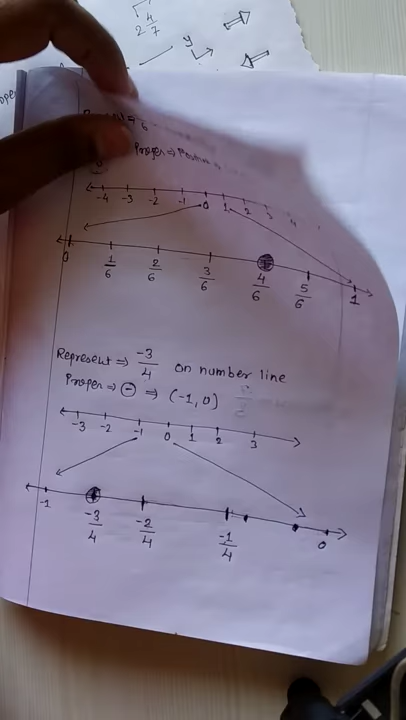 2 4/7
y
Proper ⇒
-4 -3 -2 -1 0 1 2 3
0 1/6 2/6 3/6 4/6 5/6 1
Represent ⇒ -3/4 on number line
Proper ⇒ ⊖ ⇒ (-1, 0)
-3 -2 -1 0 1 2 3
-1 -3/4 -2/4 -1/4 0